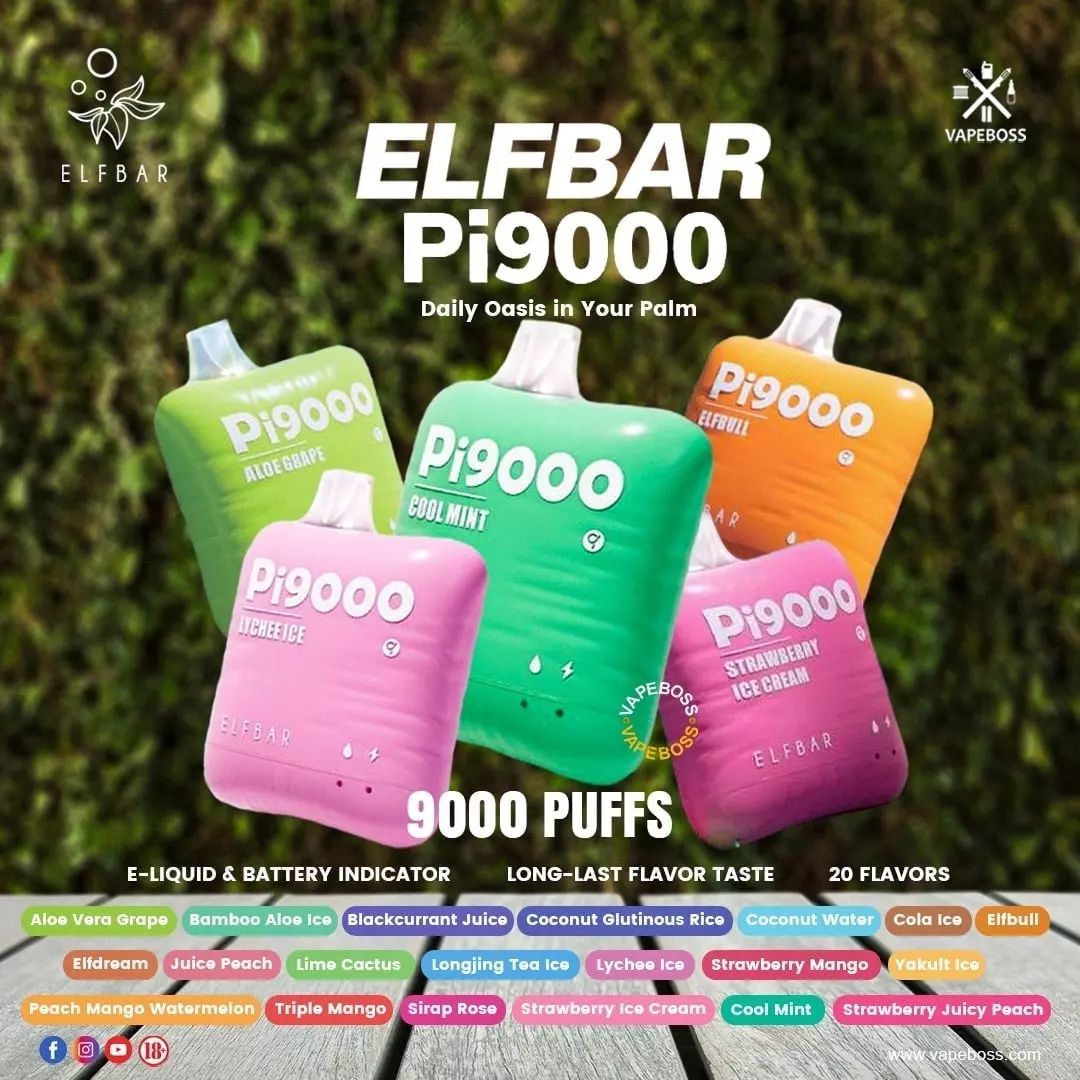 ELFBAR
VAPEBOSS
ELFBAR
Pi9000
Daily Oasis in Your Palm
Pi9000
ALOE GRAPE
Pi9000
COOL MINT
Pi9000
ELFBULL
Pi9000
LYCHEE ICE
ELFBAR
Pi9000
STRAWBERRY
ICE CREAM
ELFBAR
VAPEBOSS
VAPEBOSS
9000 PUFFS
E-LIQUID & BATTERY INDICATOR LONG-LAST FLAVOR TASTE 20 FLAVORS
Aloe Vera Grape Bamboo Aloe Ice Blackcurrant Juice Coconut Glutinous Rice Coconut Water Cola Ice Elfbull
Elfdream Juice Peach Lime Cactus Longjing Tea Ice Lychee Ice Strawberry Mango Yakult Ice
Peach Mango Watermelon Triple Mango Sirap Rose Strawberry Ice Cream Cool Mint Strawberry Juicy Peach
18+
www.vapeboss.com